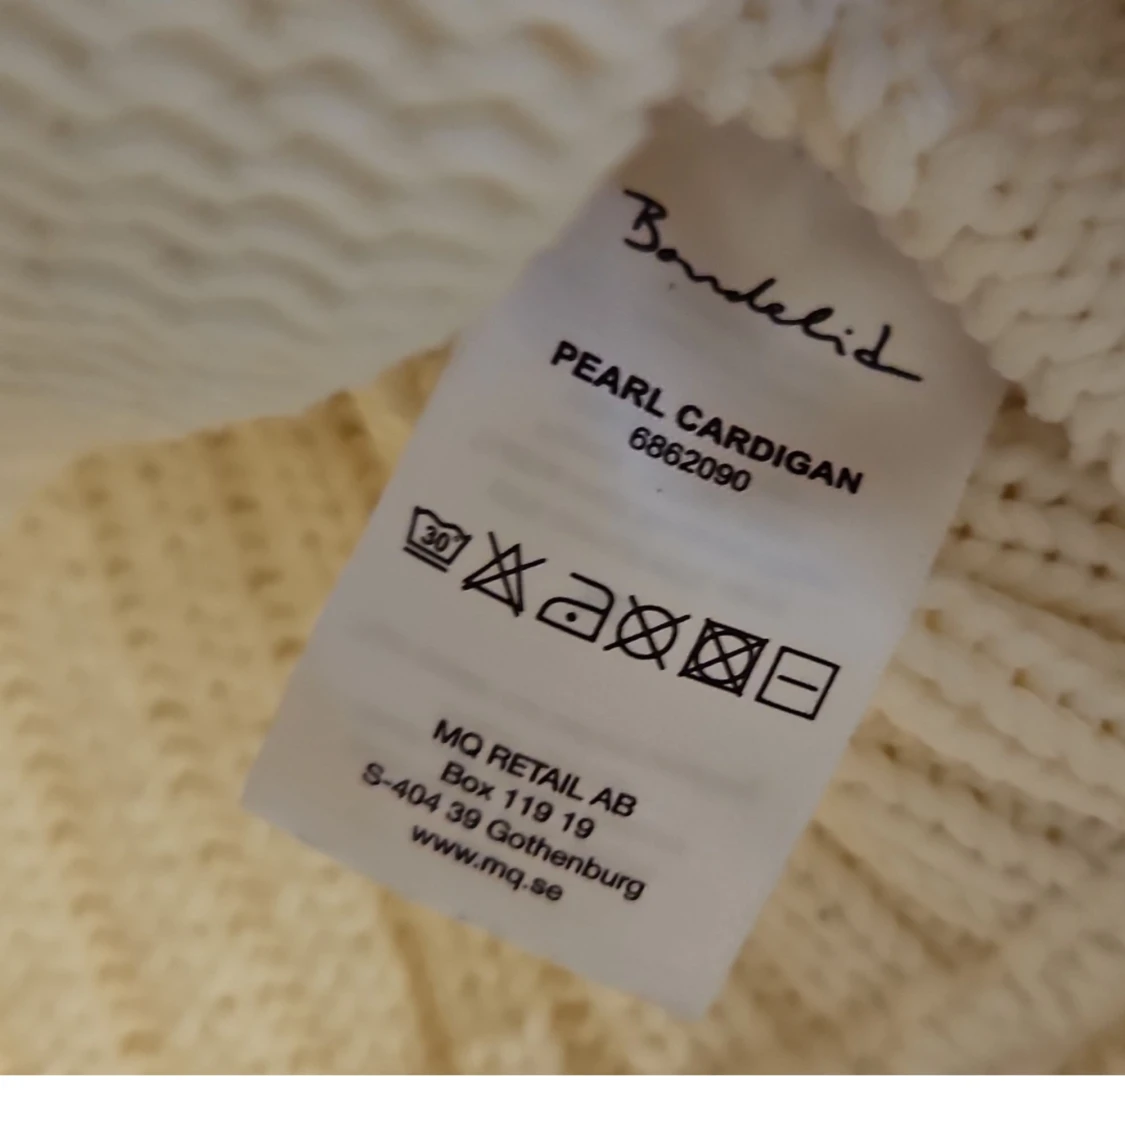 Bondelid
PEARL CARDIGAN
6862090
30°
MQ RETAIL AB
Box 119 19
S-404 39 Gothenburg
www.mq.se